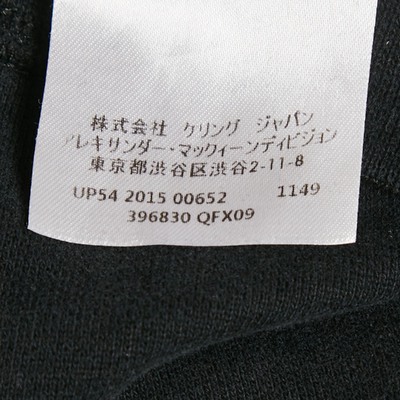 株式会社 ケリング ジャパン
アレキサンダー・マックィーンディビジョン
東京都渋谷区渋谷2-11-8
UP54 2015 00652 1149
396830 QFX09